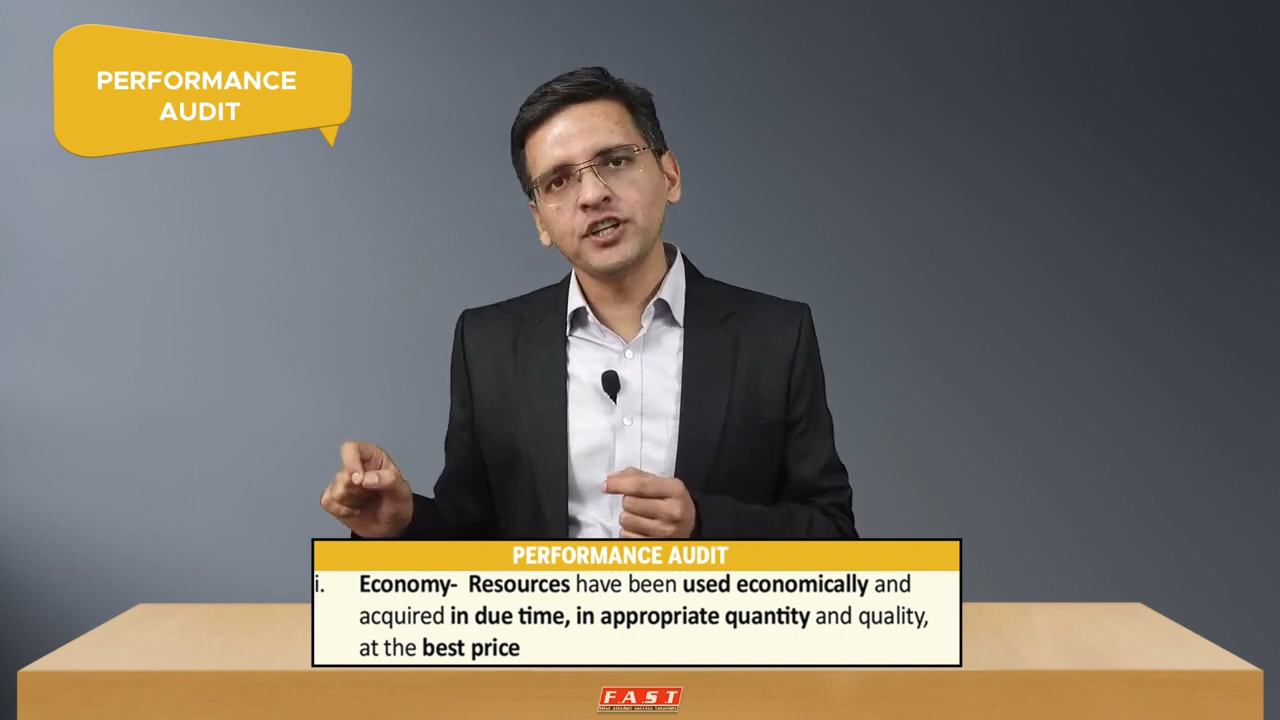 PERFORMANCE
AUDIT
PERFORMANCE AUDIT
i. Economy- Resources have been used economically and
acquired in due time, in appropriate quantity and quality,
at the best price
F.A.S.T